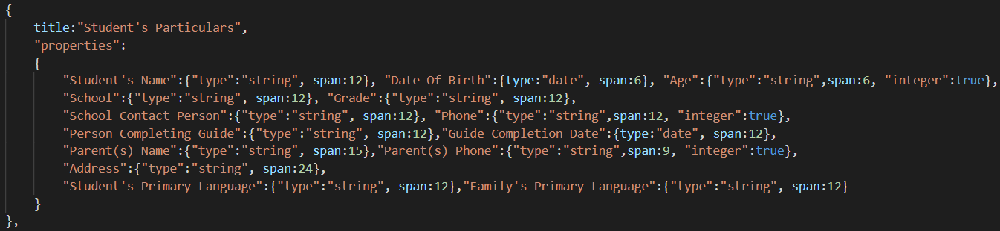 {
title:"Student's Particulars",
"properties":
{
"Student's Name":{"type":"string", span:12}, "Date Of Birth":{type:"date", span:6}, "Age":{"type":"string",span:6, "integer":true},
"School":{"type":"string", span:12}, "Grade":{"type":"string", span:12},
"School Contact Person":{"type":"string", span:12}, "Phone":{"type":"string",span:12, "integer":true},
"Person Completing Guide":{"type":"string", span:12},"Guide Completion Date":{type:"date", span:12},
"Parent(s) Name":{"type":"string", span:15},"Parent(s) Phone":{"type":"string",span:9, "integer":true},
"Address":{"type":"string", span:24},
"Student's Primary Language":{"type":"string", span:12},"Family's Primary Language":{"type":"string", span:12}
}
},